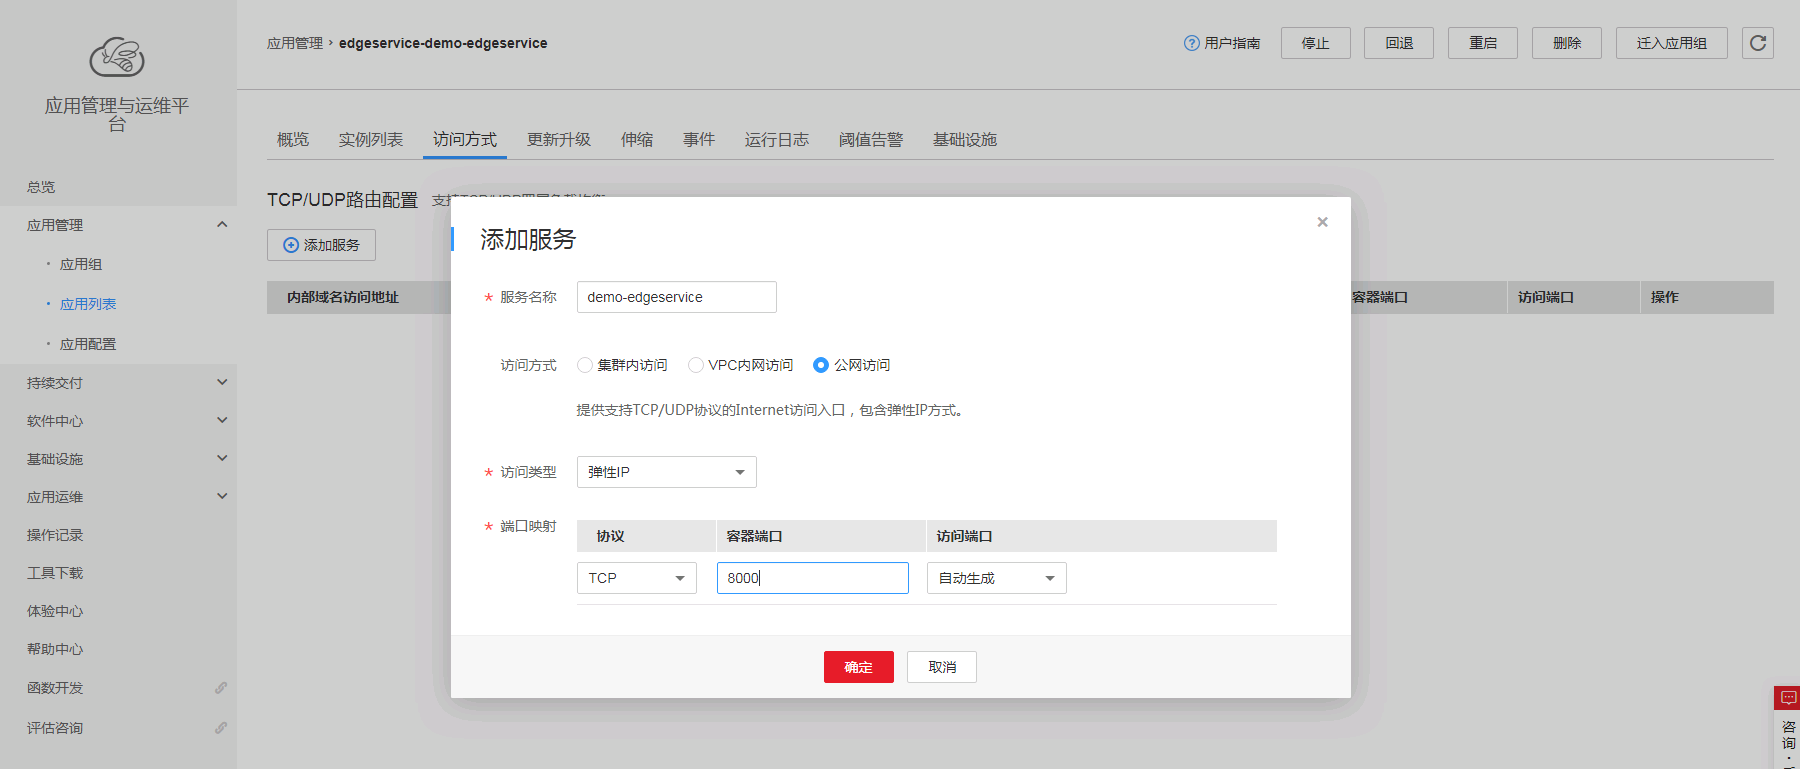 应用管理与运维平
台
总览
应用管理
应用组
应用列表
应用配置
持续交付
软件中心
基础设施
应用运维
操作记录
工具下载
体验中心
帮助中心
函数开发
评估咨询
应用管理 › edgeservice-demo-edgeservice
用户指南 停止 回退 重启 删除 迁入应用组
概览 实例列表 访问方式 更新升级 伸缩 事件 运行日志 阈值告警 基础设施
TCP/UDP路由配置
添加服务
内部域名访问地址 容器端口 访问端口 操作
添加服务
×
* 服务名称 demo-edgeservice
访问方式 集群内访问 VPC内网访问 公网访问
提供支持TCP/UDP协议的Internet访问入口，包含弹性IP方式。
* 访问类型 弹性IP
* 端口映射 协议 容器端口 访问端口
TCP 8000 自动生成
确定 取消
咨
询
·